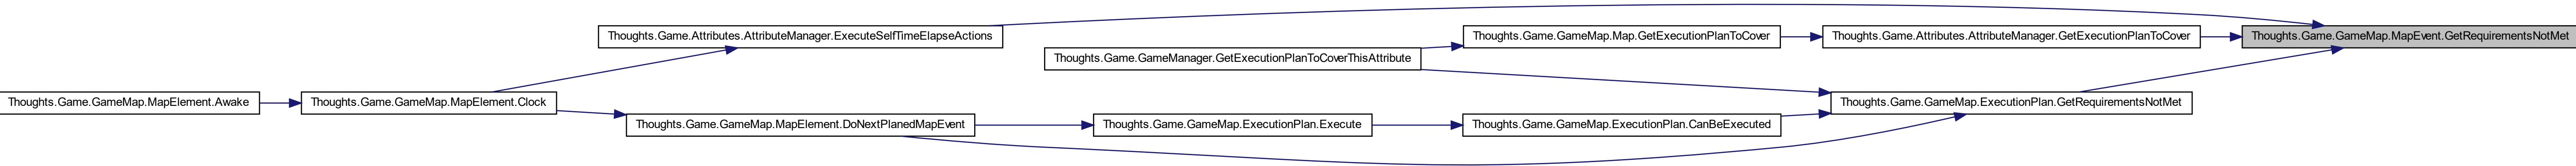 Thoughts.Game.Attributes.AttributeManager.ExecuteSelfTimeElapseActions
Thoughts.Game.GameMap.Map.GetExecutionPlanToCover
Thoughts.Game.Attributes.AttributeManager.GetExecutionPlanToCover
Thoughts.Game.GameMap.MapEvent.GetRequirementsNotMet
Thoughts.Game.GameManager.GetExecutionPlanToCoverThisAttribute
Thoughts.Game.GameMap.MapElement.Awake
Thoughts.Game.GameMap.MapElement.Clock
Thoughts.Game.GameMap.ExecutionPlan.GetRequirementsNotMet
Thoughts.Game.GameMap.MapElement.DoNextPlanedMapEvent
Thoughts.Game.GameMap.ExecutionPlan.Execute
Thoughts.Game.GameMap.ExecutionPlan.CanBeExecuted